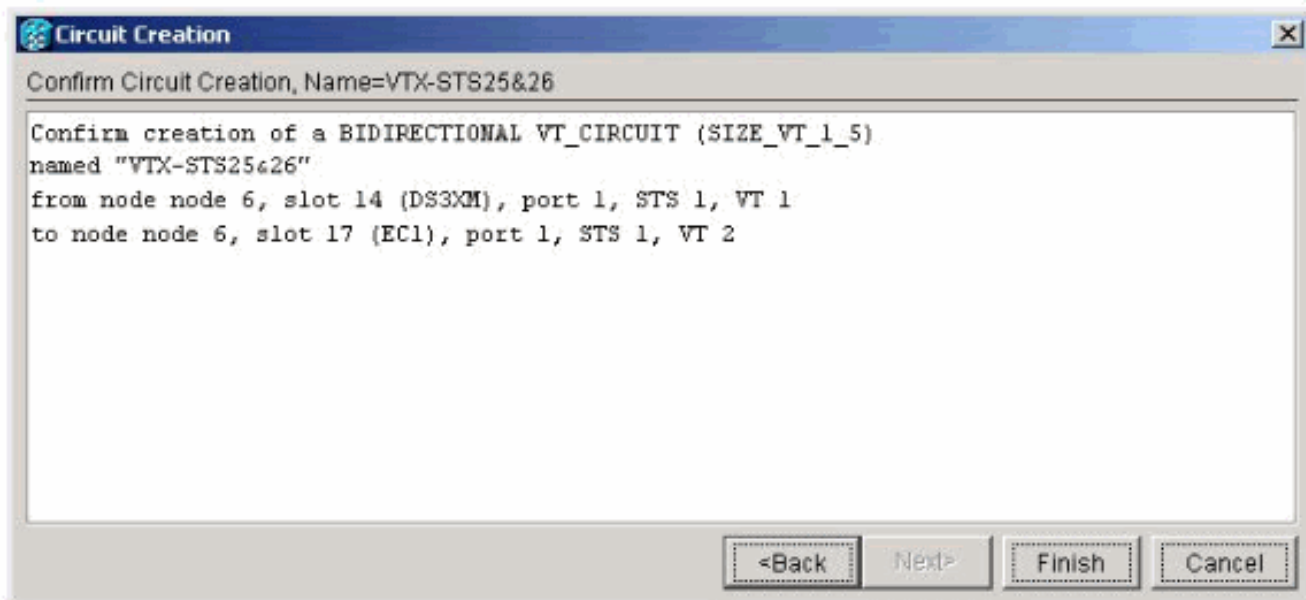 Circuit Creation
Confirm Circuit Creation, Name=VTX-STS25&26
Confirm creation of a BIDIRECTIONAL VT_CIRCUIT (SIZE_VT_1_5)
named "VTX-STS25&26"
from node node 6, slot 14 (DS3XM), port 1, STS 1, VT 1
to node node 6, slot 17 (EC1), port 1, STS 1, VT 2
<Back Next> Finish Cancel